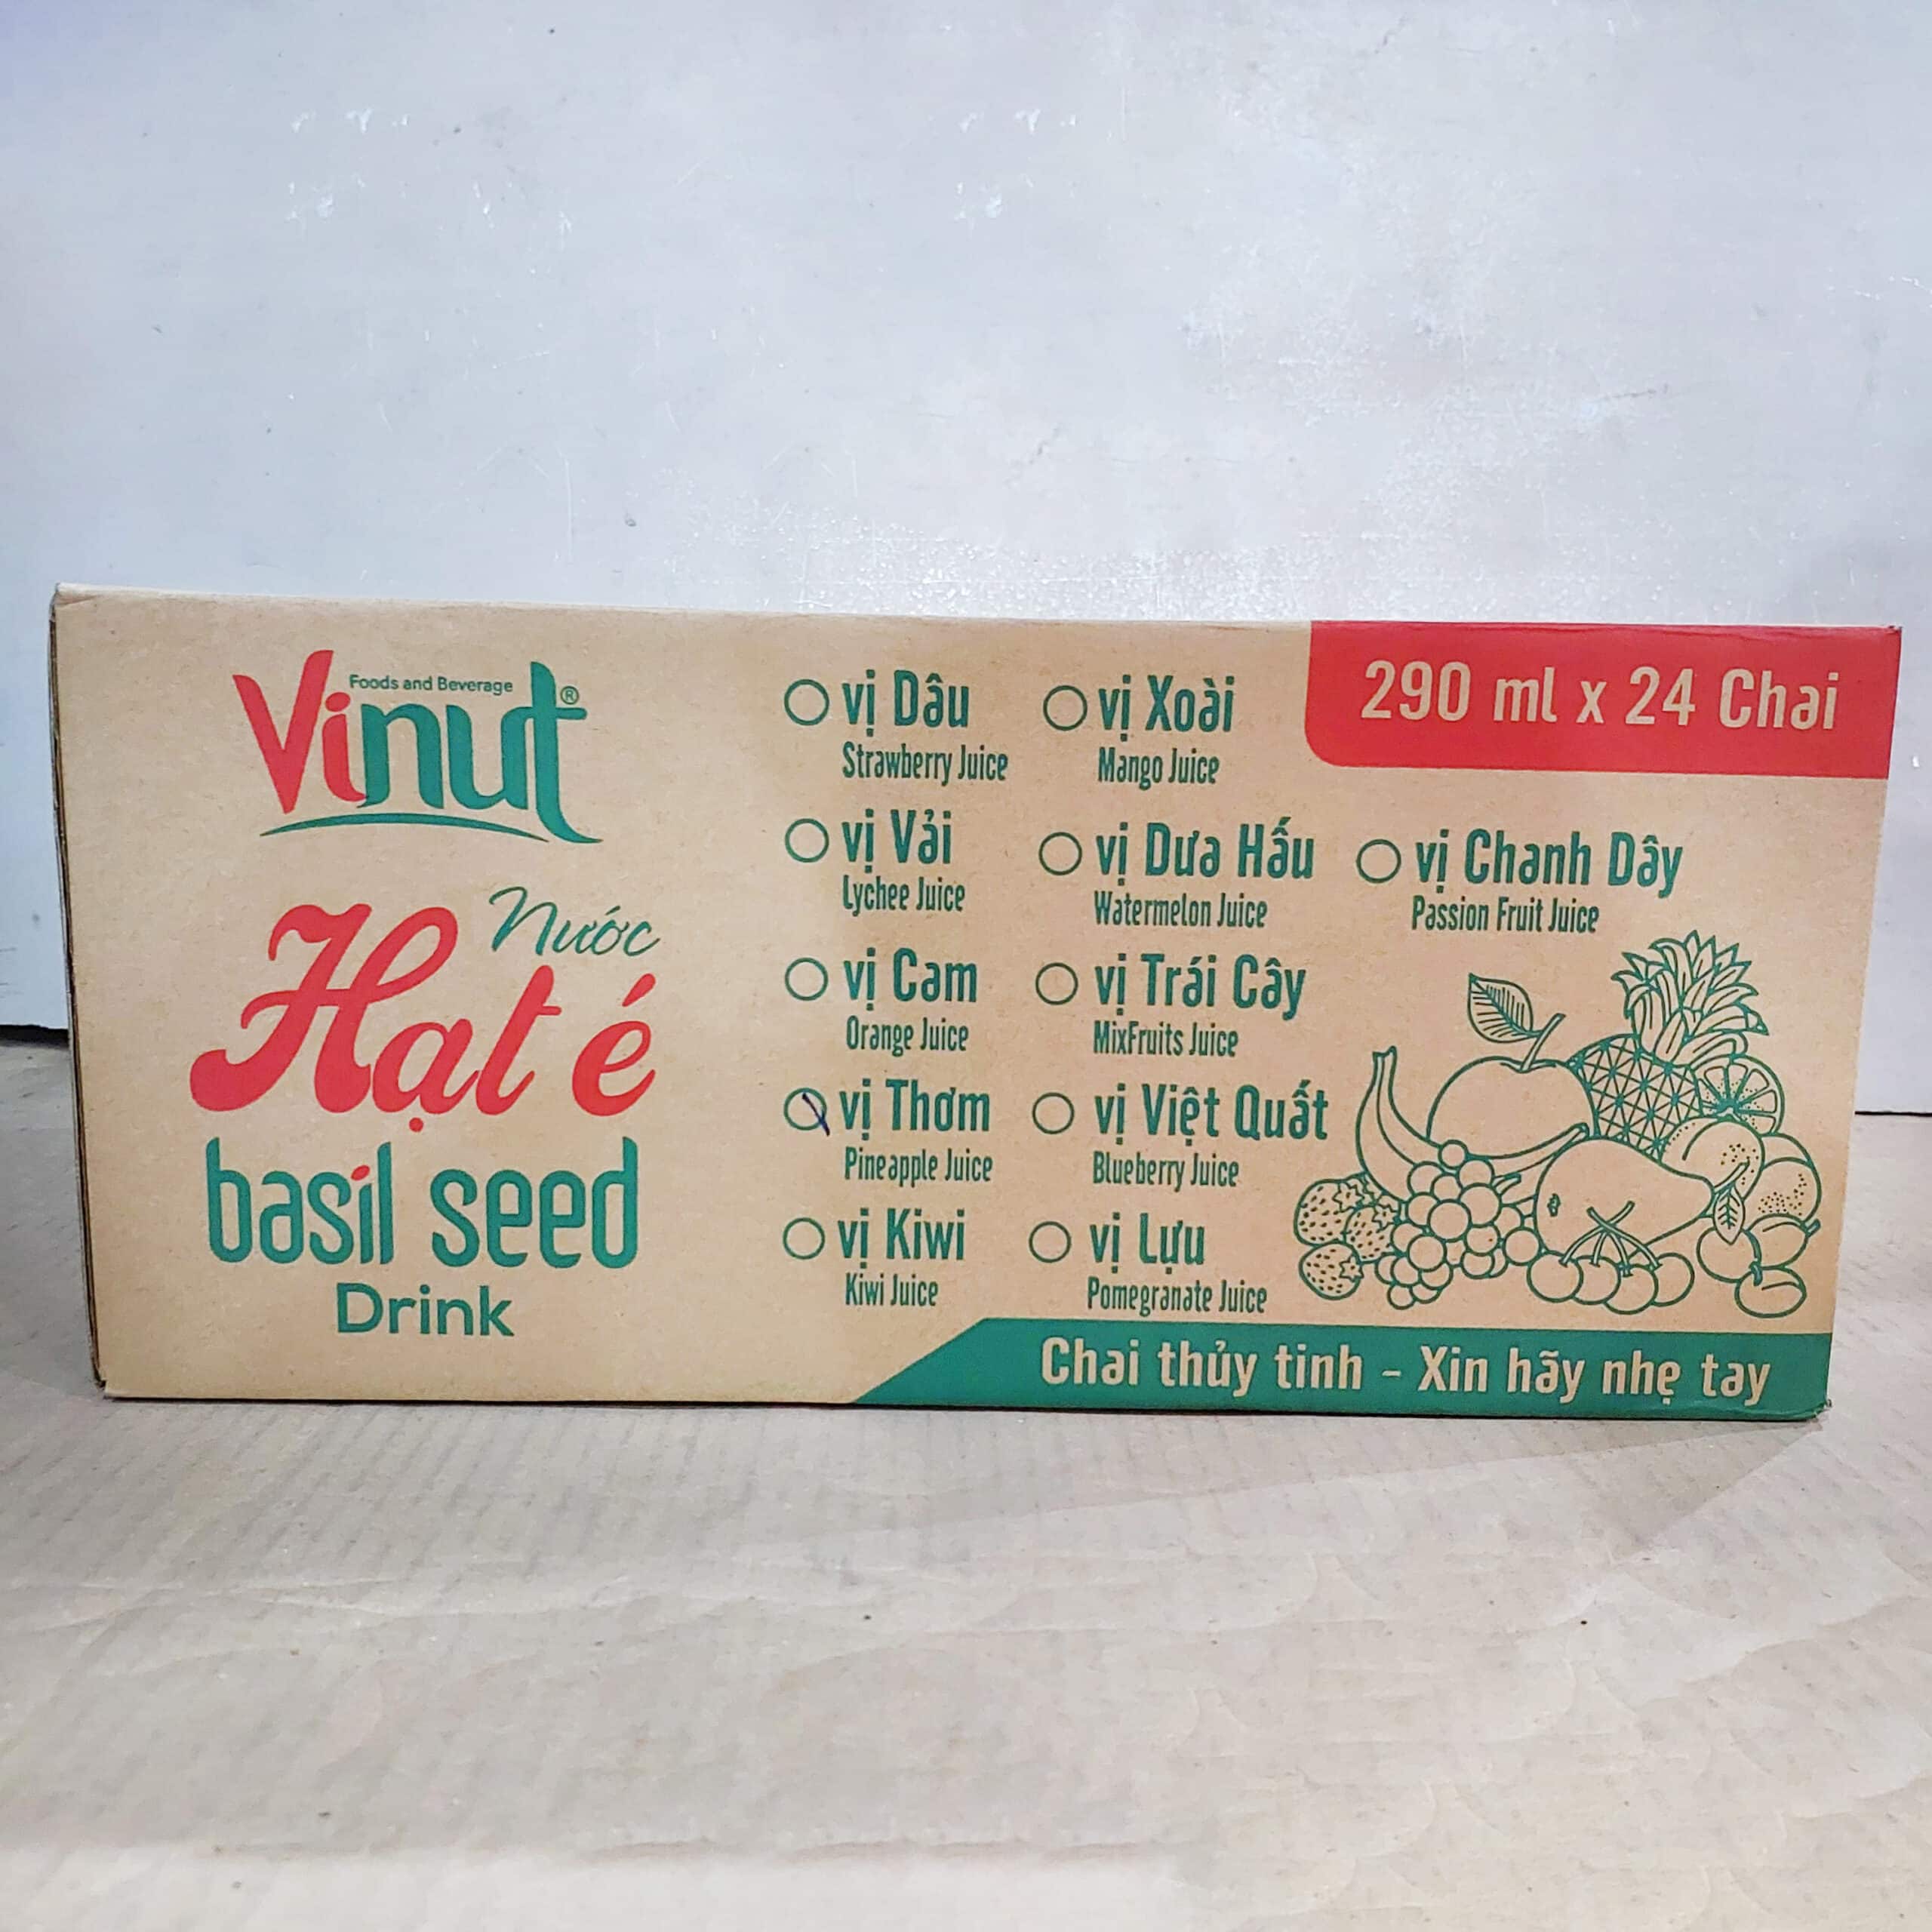 Vinut®
Foods and Beverage
Nước
Hạt é
basil seed
Drink
vị Dâu
Strawberry Juice
vị Vải
Lychee Juice
vị Cam
Orange Juice
vị Thơm
Pineapple Juice
vị Kiwi
Kiwi Juice
vị Xoài
Mango Juice
vị Dưa Hấu
Watermelon Juice
vị Trái Cây
MixFruits Juice
vị Việt Quất
Blueberry Juice
vị Lựu
Pomegranate Juice
290 ml x 24 Chai
vị Chanh Dây
Passion Fruit Juice
Chai thủy tinh - Xin hãy nhẹ tay